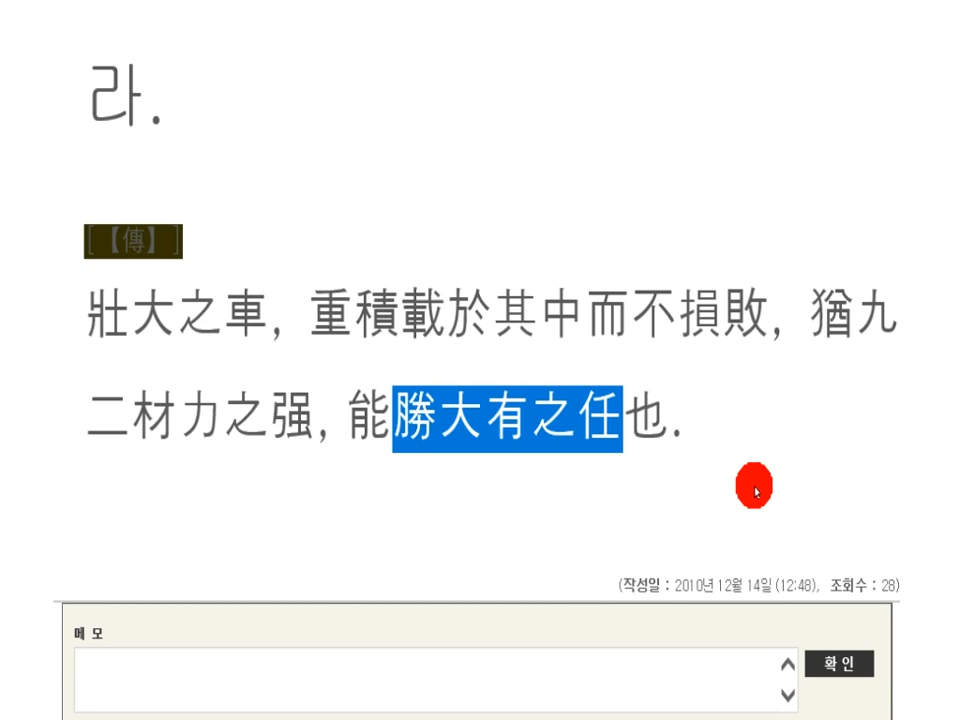 라.
[【傳】]
壯大之車, 重積載於其中而不損敗, 猶九
二材力之强, 能勝大有之任也.
(작성일 : 2010년 12월 14일 (12:48), 조회수 : 28)
메 모
확 인